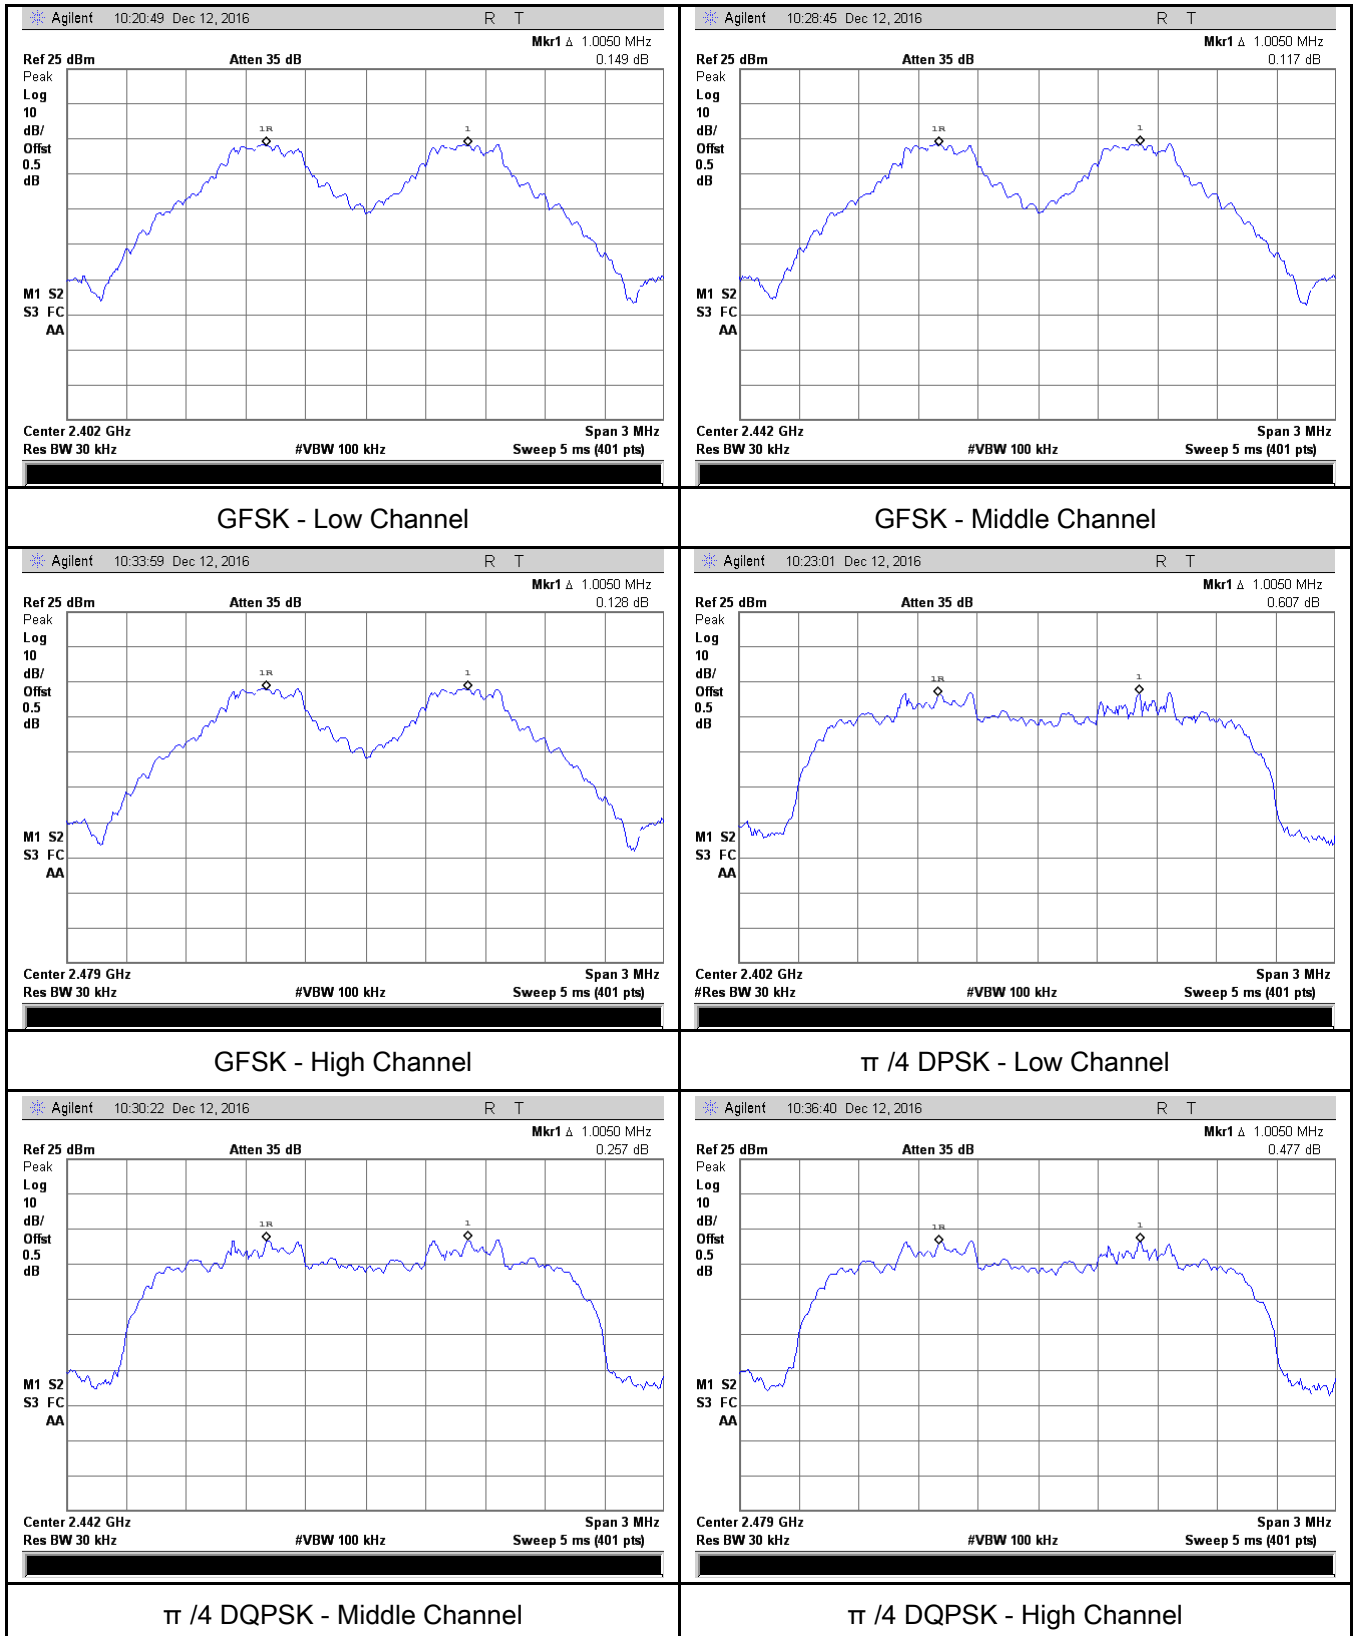 Agilent 10:20:49 Dec 12, 2016 R T
Mkr1 Δ 1.0050 MHz
Ref 25 dBm Atten 35 dB 0.149 dB
Peak
Log
10
dB/
Offst
0.5
dB
1R 1
M1 S2
S3 FC
AA
Center 2.402 GHz Span 3 MHz
Res BW 30 kHz #VBW 100 kHz Sweep 5 ms (401 pts)
GFSK - Low Channel
Agilent 10:28:45 Dec 12, 2016 R T
Mkr1 Δ 1.0050 MHz
Ref 25 dBm Atten 35 dB 0.117 dB
Peak
Log
10
dB/
Offst
0.5
dB
1R 1
M1 S2
S3 FC
AA
Center 2.442 GHz Span 3 MHz
Res BW 30 kHz #VBW 100 kHz Sweep 5 ms (401 pts)
GFSK - Middle Channel
Agilent 10:33:59 Dec 12, 2016 R T
Mkr1 Δ 1.0050 MHz
Ref 25 dBm Atten 35 dB 0.128 dB
Peak
Log
10
dB/
Offst
0.5
dB
1R 1
M1 S2
S3 FC
AA
Center 2.479 GHz Span 3 MHz
Res BW 30 kHz #VBW 100 kHz Sweep 5 ms (401 pts)
GFSK - High Channel
Agilent 10:23:01 Dec 12, 2016 R T
Mkr1 Δ 1.0050 MHz
Ref 25 dBm Atten 35 dB 0.607 dB
Peak
Log
10
dB/
Offst
0.5
dB
1R 1
M1 S2
S3 FC
AA
Center 2.402 GHz Span 3 MHz
#Res BW 30 kHz #VBW 100 kHz Sweep 5 ms (401 pts)
π /4 DPSK - Low Channel
Agilent 10:30:22 Dec 12, 2016 R T
Mkr1 Δ 1.0050 MHz
Ref 25 dBm Atten 35 dB 0.257 dB
Peak
Log
10
dB/
Offst
0.5
dB
1R 1
M1 S2
S3 FC
AA
Center 2.442 GHz Span 3 MHz
Res BW 30 kHz #VBW 100 kHz Sweep 5 ms (401 pts)
π /4 DQPSK - Middle Channel
Agilent 10:36:40 Dec 12, 2016 R T
Mkr1 Δ 1.0050 MHz
Ref 25 dBm Atten 35 dB 0.477 dB
Peak
Log
10
dB/
Offst
0.5
dB
1R 1
M1 S2
S3 FC
AA
Center 2.479 GHz Span 3 MHz
Res BW 30 kHz #VBW 100 kHz Sweep 5 ms (401 pts)
π /4 DQPSK - High Channel